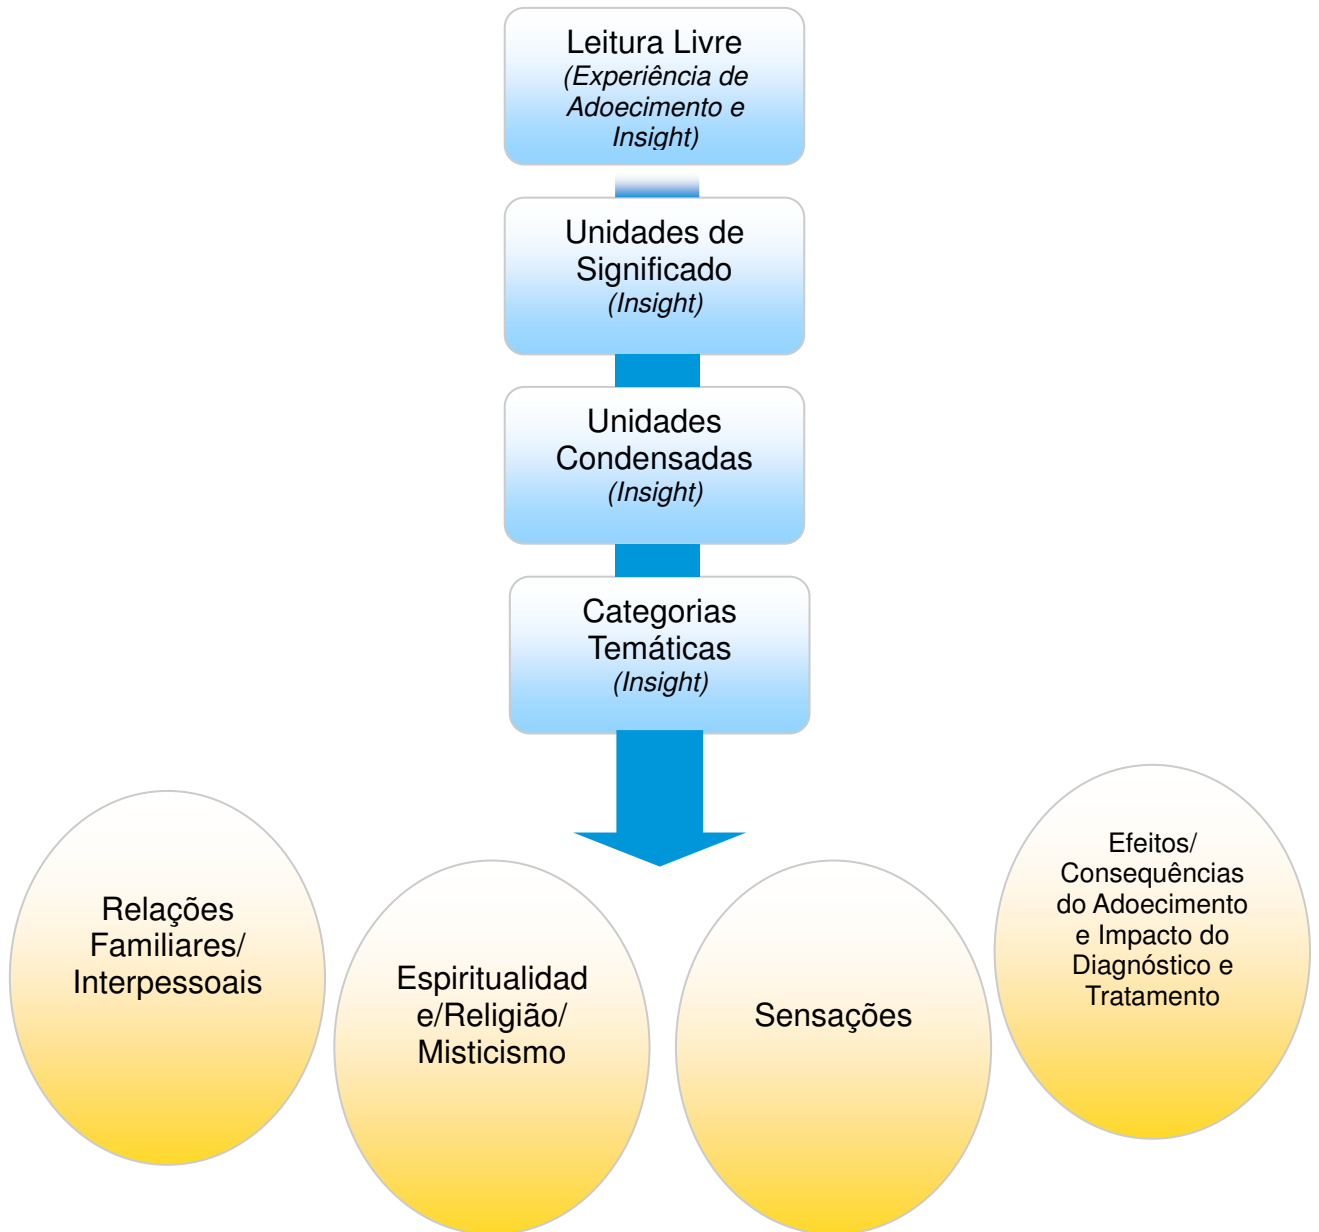 Leitura Livre
(Experiência de
Adoecimento e
Insight)
Unidades de
Significado
(Insight)
Unidades
Condensadas
(Insight)
Categorias
Temáticas
(Insight)
Relações
Familiares/
Interpessoais
Espiritualidad
e/Religião/
Misticismo
Sensações
Efeitos/
Consequências
do Adoecimento
e Impacto do
Diagnóstico e
Tratamento